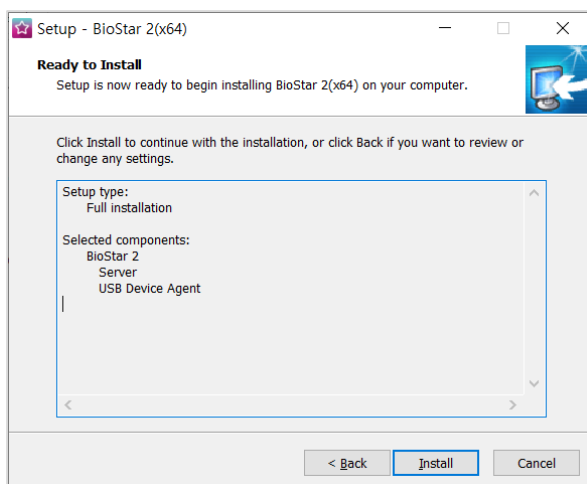 Setup - BioStar 2(x64)
Ready to Install
Setup is now ready to begin installing BioStar 2(x64) on your computer.
Click Install to continue with the installation, or click Back if you want to review or
change any settings.
Setup type:
Full installation
Selected components:
BioStar 2
Server
USB Device Agent
< Back
Install
Cancel